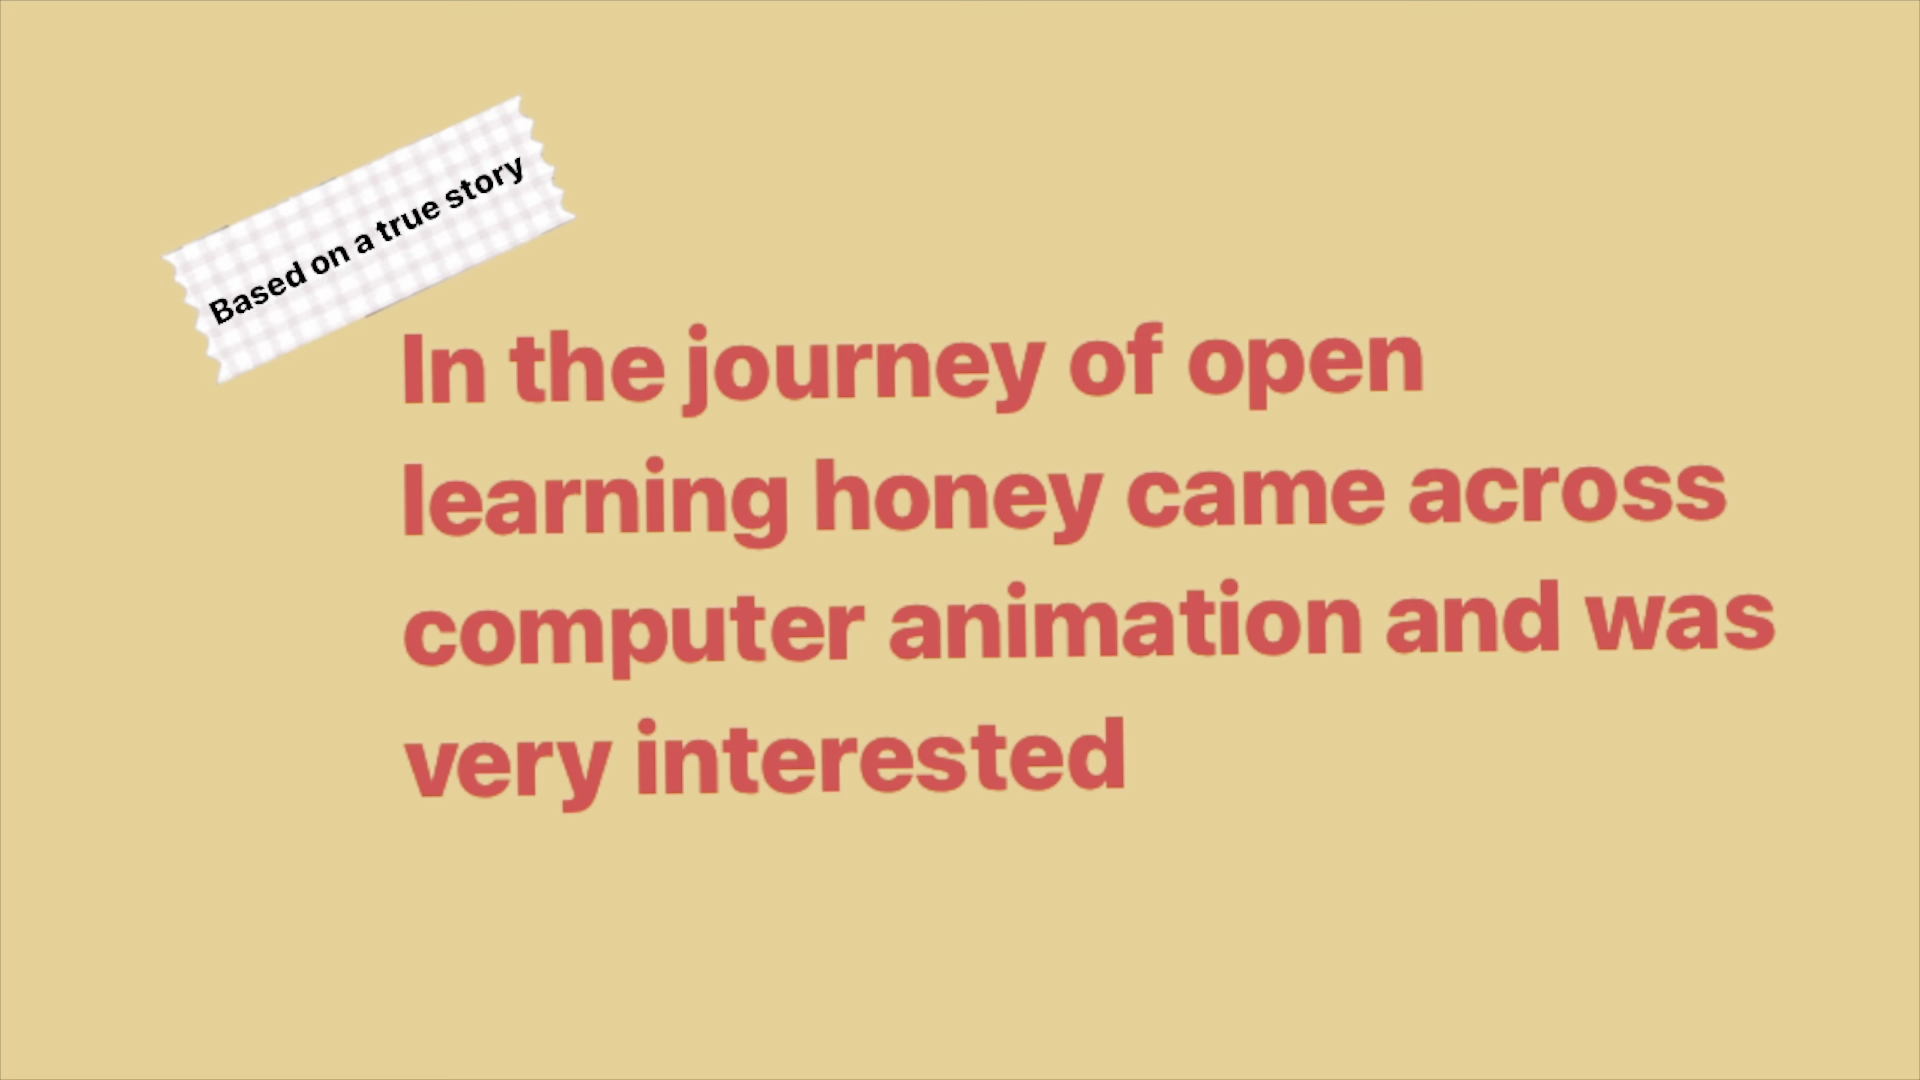 Based on a true story
In the journey of open
learning honey came across
computer animation and was
very interested